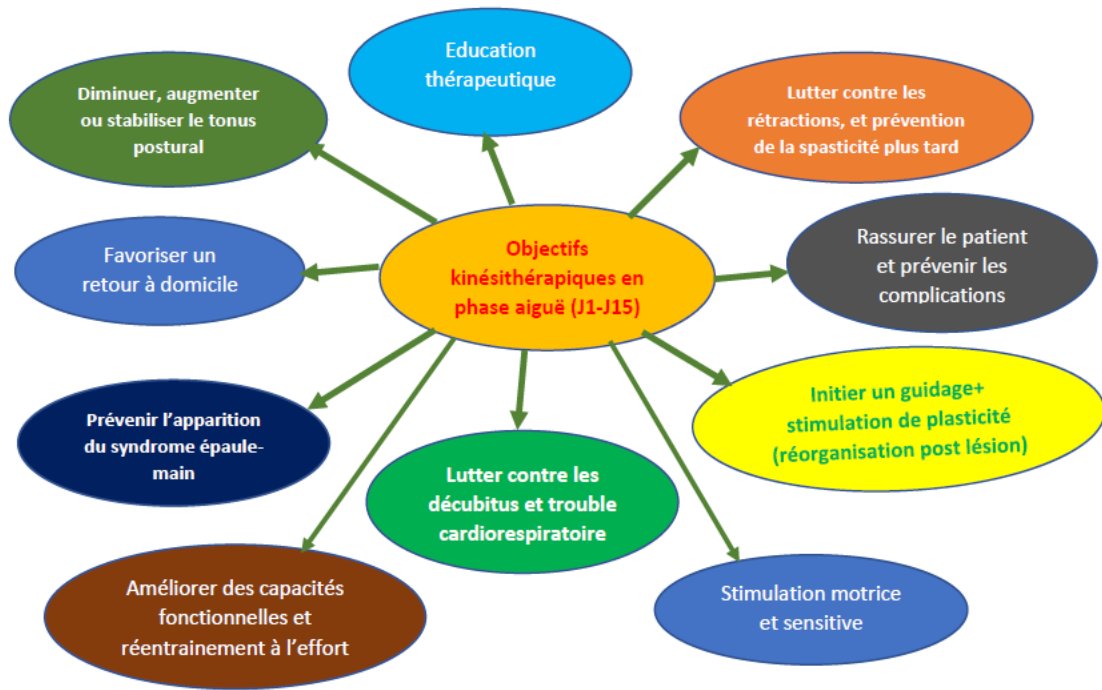 Education
thérapeutique
Diminuer, augmenter
ou stabiliser le tonus
postural
Lutter contre les
rétractions, et prévention
de la spasticité plus tard
Objectifs
kinésithérapiques en
phase aiguë (J1-J15)
Favoriser un
retour à domicile
Rassurer le patient
et prévenir les
complications
Prévenir l’apparition
du syndrome épaule-
main
Initier un guidage+
stimulation de plasticité
(réorganisation post lésion)
Lutter contre les
décubitus et trouble
cardiorespiratoire
Améliorer des capacités
fonctionnelles et
réentrainement à l’effort
Stimulation motrice
et sensitive